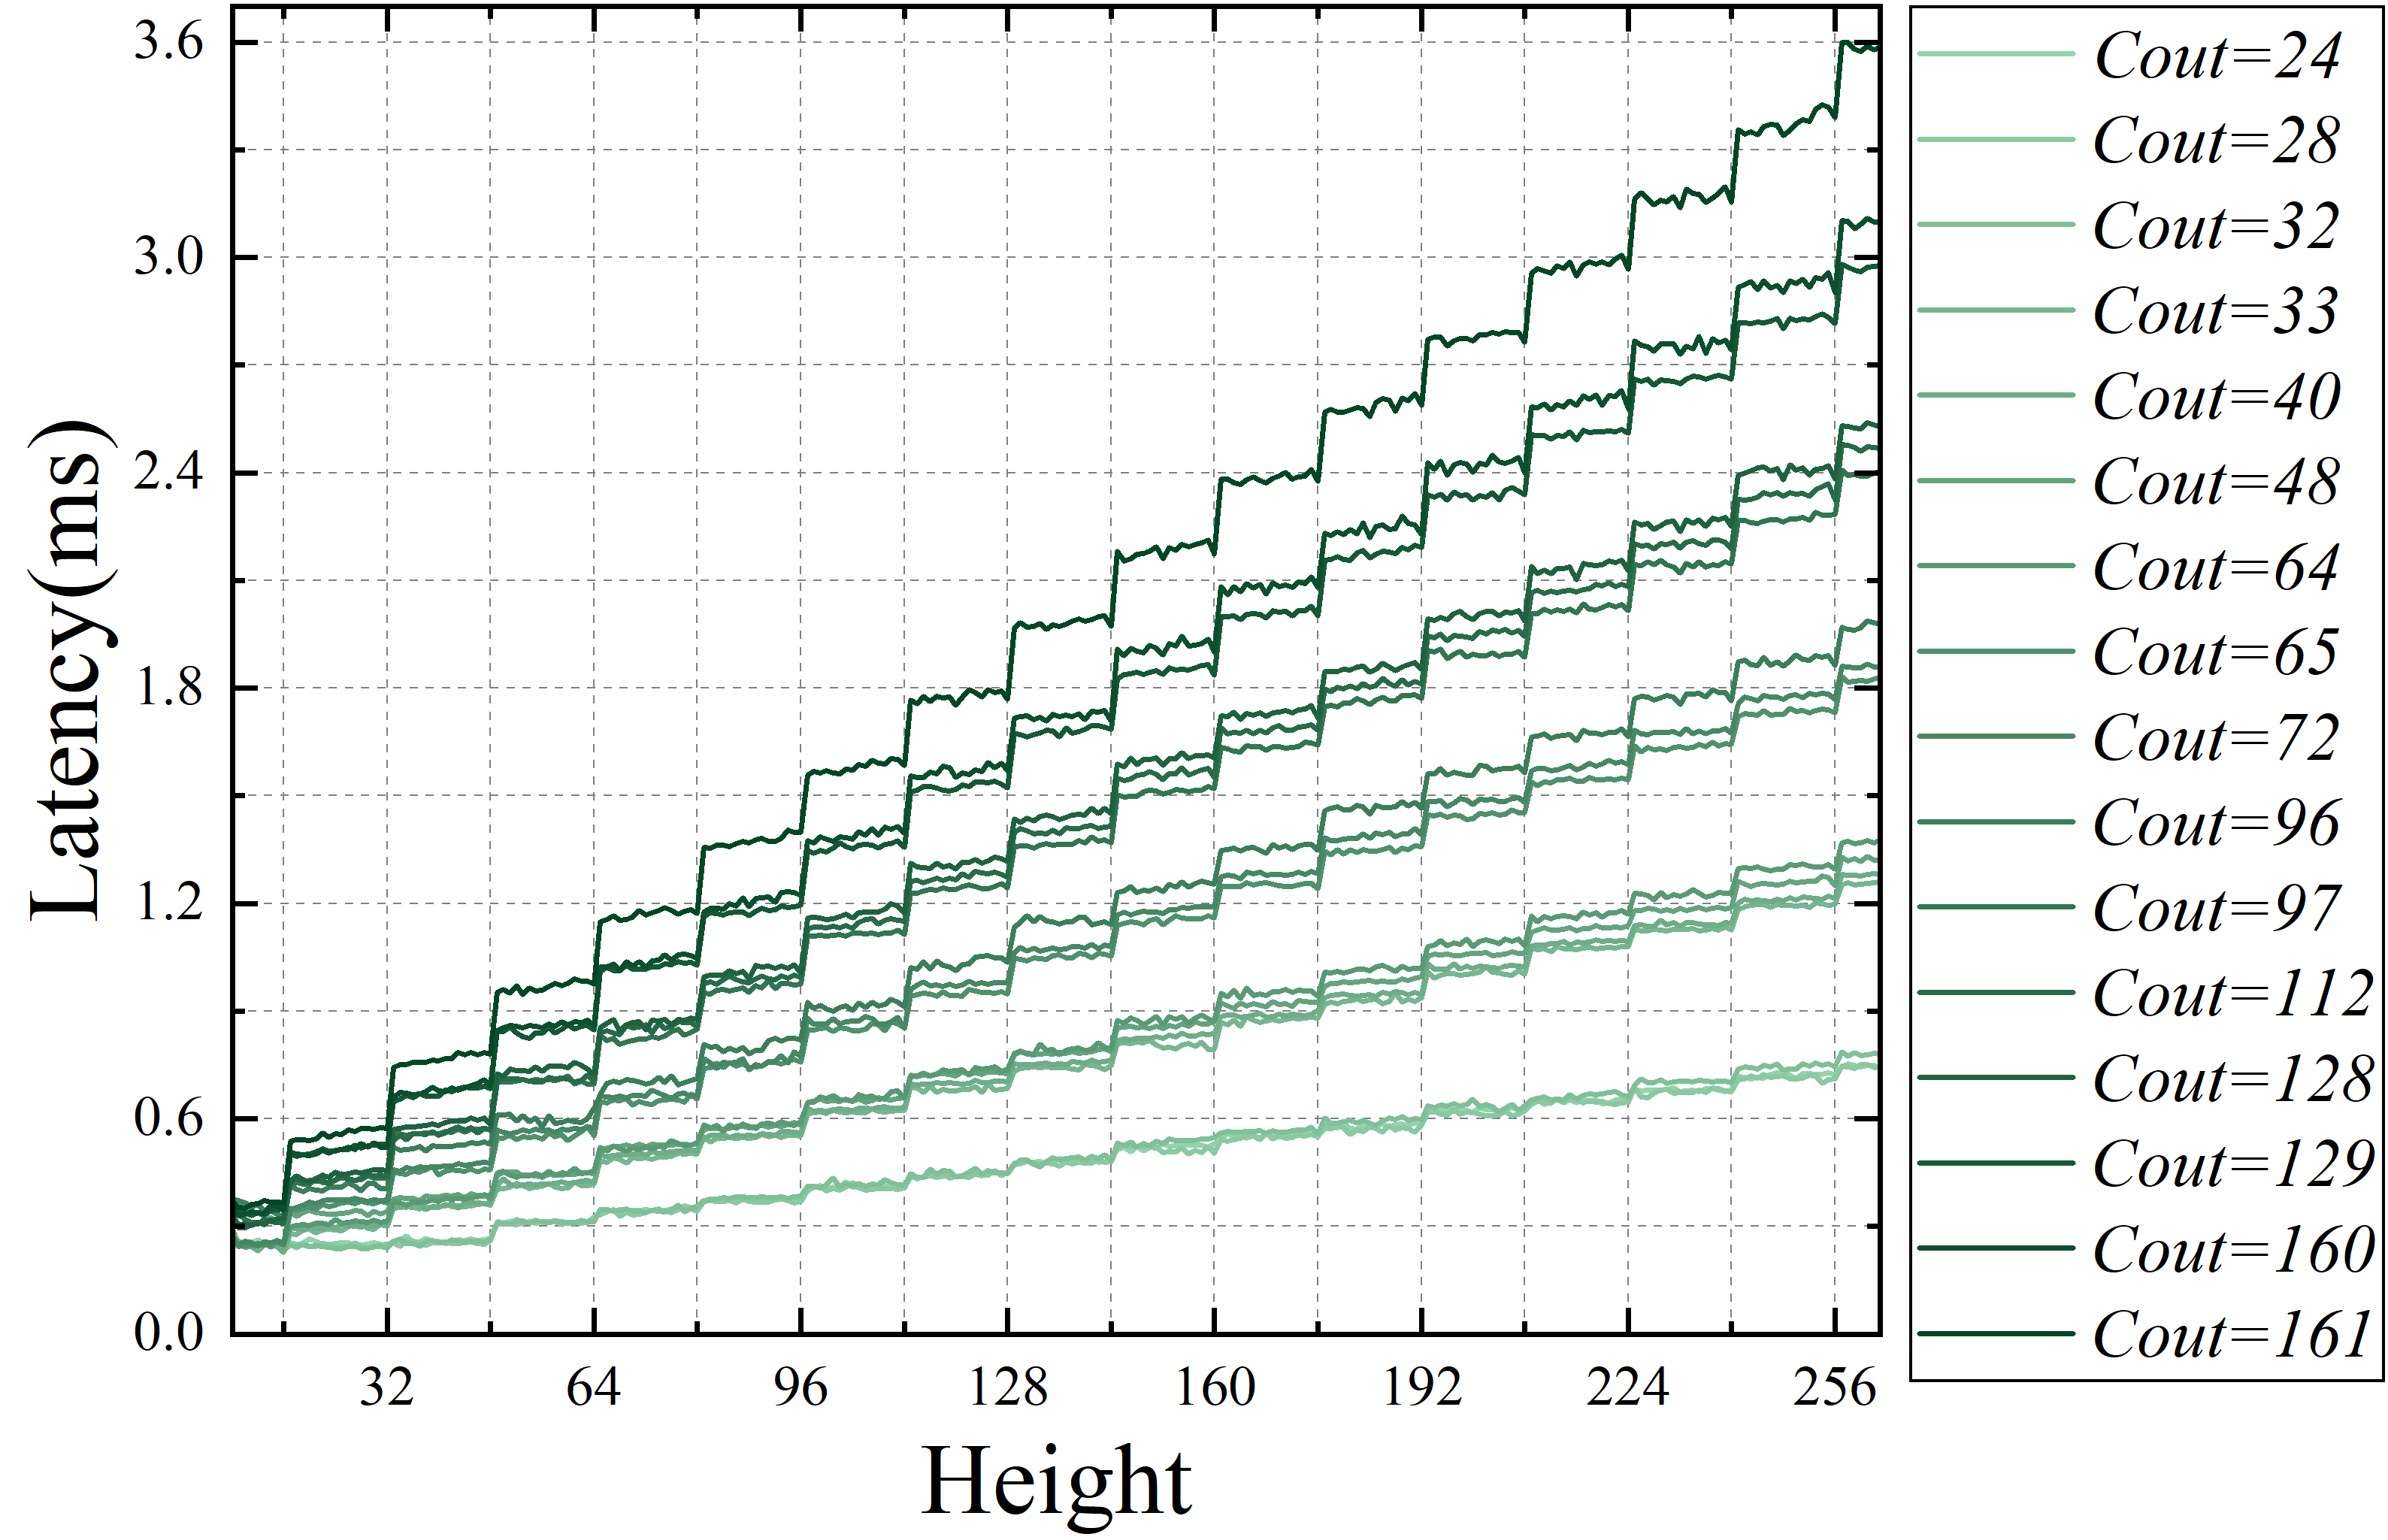 3.6
3.0
2.4
1.8
1.2
0.6
0.0
Latency(ms)
32
64
96
128
160
192
224
256
Height
Cout=24
Cout=28
Cout=32
Cout=33
Cout=40
Cout=48
Cout=64
Cout=65
Cout=72
Cout=96
Cout=97
Cout=112
Cout=128
Cout=129
Cout=160
Cout=161